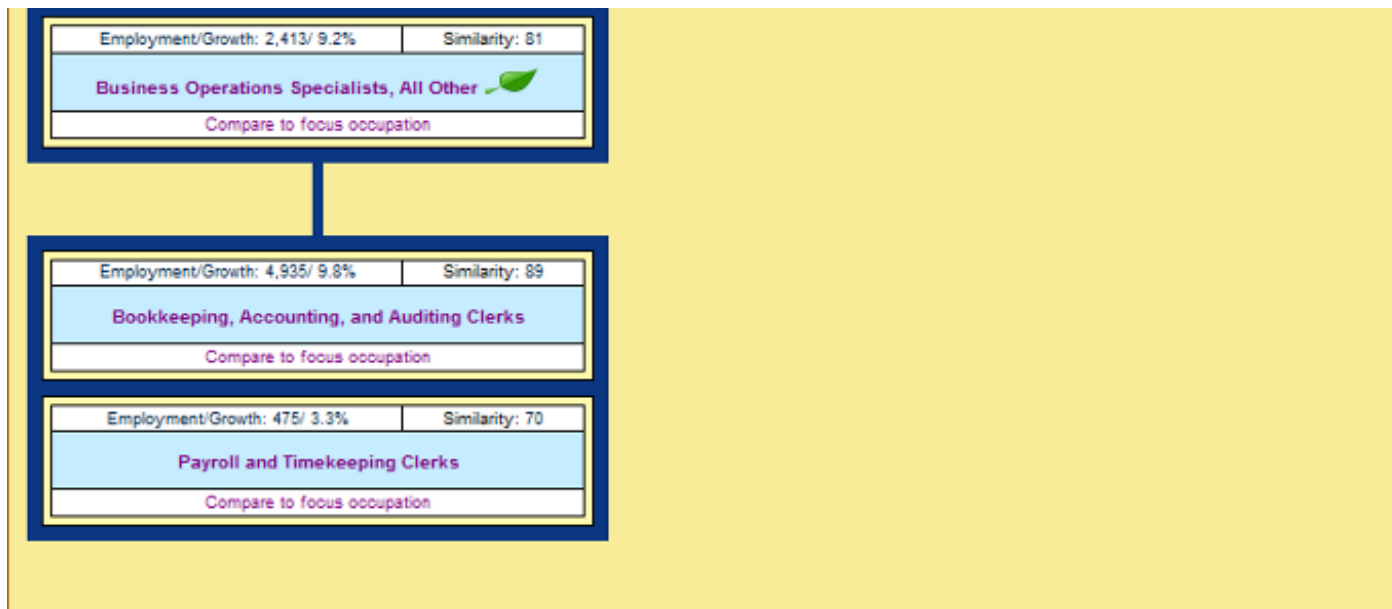 Employment/Growth: 2,413/ 9.2% Similarity: 81
Business Operations Specialists, All Other
Compare to focus occupation
Employment/Growth: 4,935/ 9.8% Similarity: 89
Bookkeeping, Accounting, and Auditing Clerks
Compare to focus occupation
Employment/Growth: 475/ 3.3% Similarity: 70
Payroll and Timekeeping Clerks
Compare to focus occupation